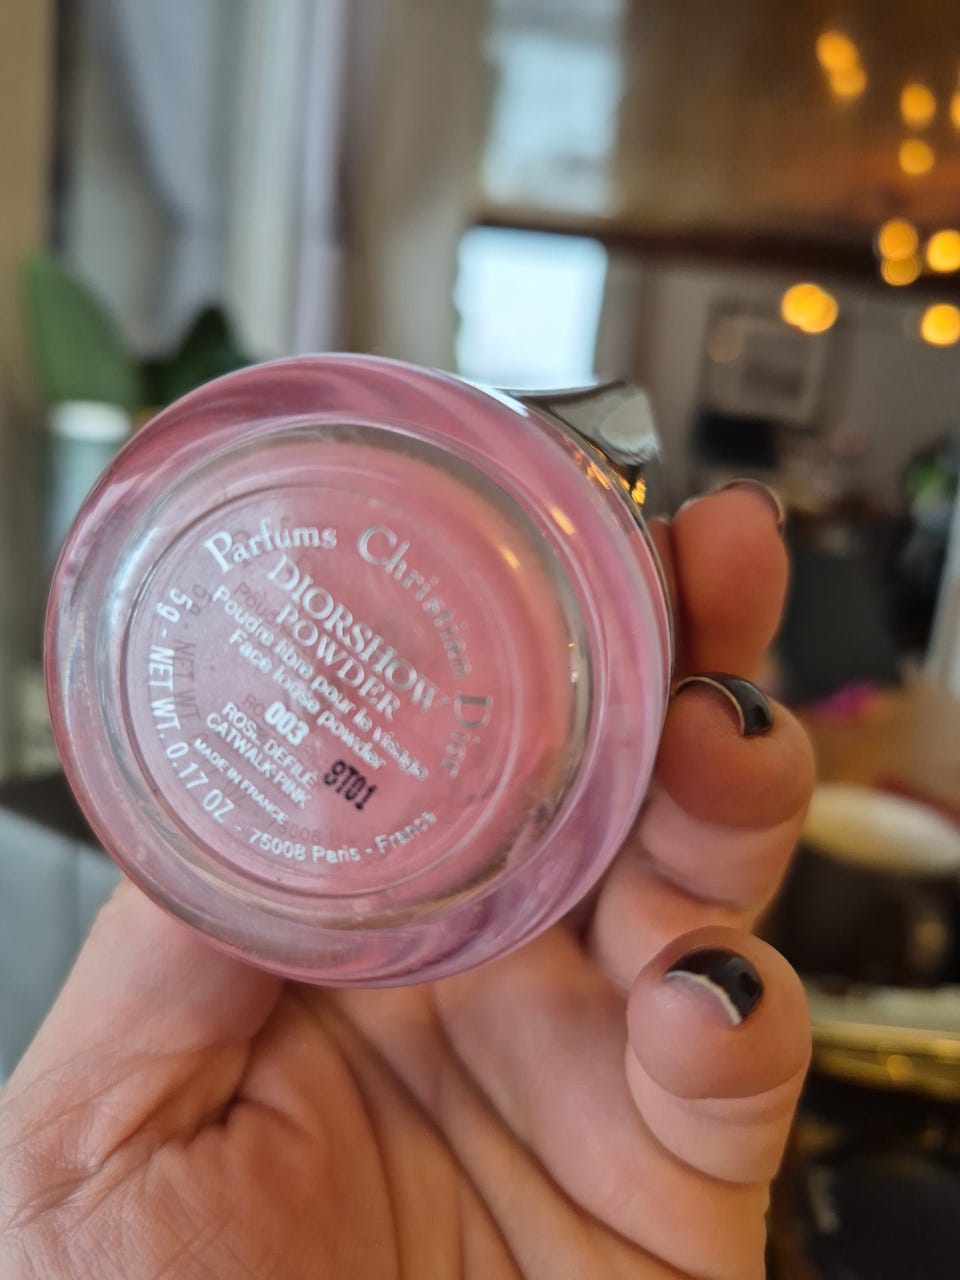 Parfums Christian Dior
DIORSHOW
POWDER
Poudre libre pour le visage
Face loose powder
003
ROSE DEFILÉ
CATWALK PINK
9T01
MADE IN FRANCE
5g - NET WT. 0.17 OZ - 75008 Paris - France